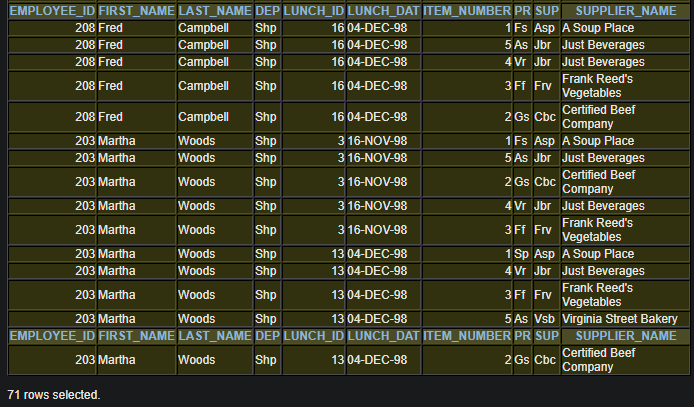 EMPLOYEE_ID FIRST_NAME LAST_NAME DEP LUNCH_ID LUNCH_DAT ITEM_NUMBER PR SUP SUPPLIER_NAME
208 Fred Campbell Shp 16 04-DEC-98 1 Fs Asp A Soup Place
208 Fred Campbell Shp 16 04-DEC-98 5 As Jbr Just Beverages
208 Fred Campbell Shp 16 04-DEC-98 4 Vr Jbr Just Beverages
208 Fred Campbell Shp 16 04-DEC-98 3 Ff Frv Frank Reed's
Vegetables
208 Fred Campbell Shp 16 04-DEC-98 2 Gs Cbc Certified Beef
Company
203 Martha Woods Shp 3 16-NOV-98 1 Fs Asp A Soup Place
203 Martha Woods Shp 3 16-NOV-98 5 As Jbr Just Beverages
203 Martha Woods Shp 3 16-NOV-98 2 Gs Cbc Certified Beef
Company
203 Martha Woods Shp 3 16-NOV-98 4 Vr Jbr Just Beverages
203 Martha Woods Shp 3 16-NOV-98 3 Ff Frv Frank Reed's
Vegetables
203 Martha Woods Shp 13 04-DEC-98 1 Sp Asp A Soup Place
203 Martha Woods Shp 13 04-DEC-98 4 Vr Jbr Just Beverages
203 Martha Woods Shp 13 04-DEC-98 3 Ff Frv Frank Reed's
Vegetables
203 Martha Woods Shp 13 04-DEC-98 5 As Vsb Virginia Street Bakery
EMPLOYEE_ID FIRST_NAME LAST_NAME DEP LUNCH_ID LUNCH_DAT ITEM_NUMBER PR SUP SUPPLIER_NAME
203 Martha Woods Shp 13 04-DEC-98 2 Gs Cbc Certified Beef
Company
71 rows selected.